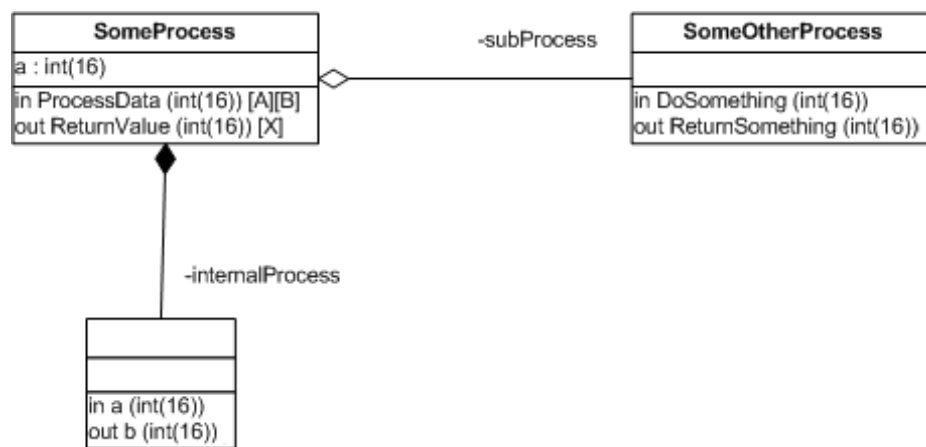 SomeProcess
a : int(16)
in ProcessData (int(16)) [A][B]
out ReturnValue (int(16)) [X]
-subProcess
SomeOtherProcess
in DoSomething (int(16))
out ReturnSomething (int(16))
-internalProcess
in a (int(16))
out b (int(16))